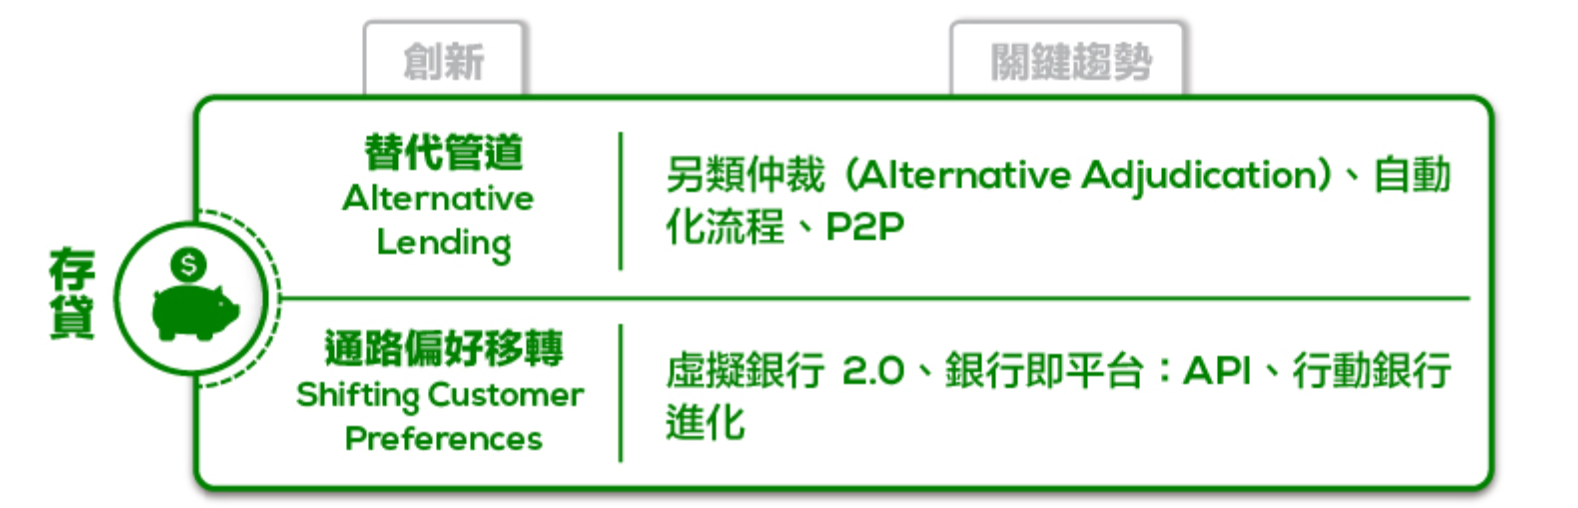 創新
關鍵趨勢
存貸
替代管道
Alternative
Lending
另類仲裁 (Alternative Adjudication)、自動
化流程、P2P
$
通路偏好移轉
Shifting Customer
Preferences
虛擬銀行 2.0、銀行即平台：API、行動銀行
進化